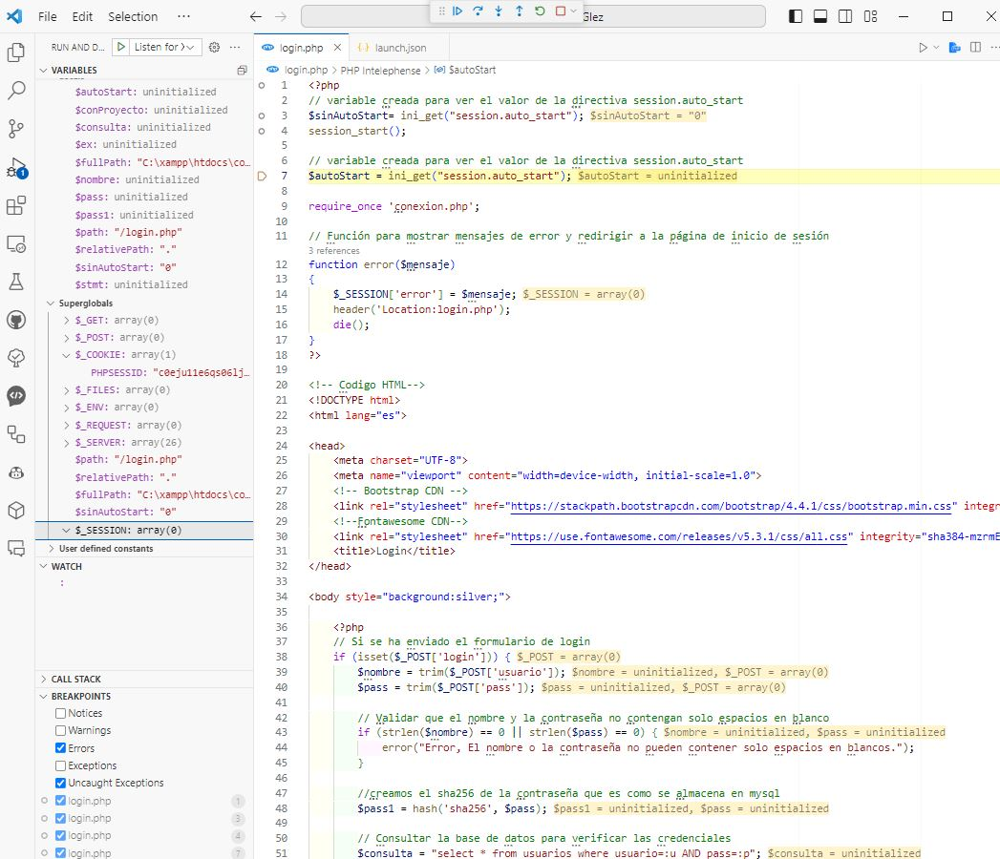 File Edit Selection ··· Glez
RUN AND D... Listen for X ···
login.php launch.json
VARIABLES
login.php > PHP Intelephense > $autoStart
$autoStart: uninitialized
$conProyecto: uninitialized
$consulta: uninitialized
$ex: uninitialized
$fullPath: "C:\xampp\htdocs\co...
$nombre: uninitialized
$pass: uninitialized
$pass1: uninitialized
$path: "/login.php"
$relativePath: "."
$sinAutoStart: "0"
$stmt: uninitialized
Superglobals
$_GET: array(0)
$_POST: array(0)
$_COOKIE: array(1)
PHPSESSID: "c0eju11e6qs06lj...
$_FILES: array(0)
$_ENV: array(0)
$_REQUEST: array(0)
$_SERVER: array(26)
$path: "/login.php"
$relativePath: "."
$fullPath: "C:\xampp\htdocs\co...
$sinAutoStart: "0"
$_SESSION: array(0)
User defined constants
WATCH
:
CALL STACK
BREAKPOINTS
Notices
Warnings
Errors
Exceptions
Uncaught Exceptions
login.php 1
login.php 3
login.php 4
login.php 7
1
1 <?php
2 // variable creada para ver el valor de la directiva session.auto_start
3 $sinAutoStart= ini_get("session.auto_start"); $sinAutoStart = "0"
4 session_start();
5
6 // variable creada para ver el valor de la directiva session.auto_start
7 $autoStart = ini_get("session.auto_start"); $autoStart = uninitialized
8
9 require_once 'conexion.php';
10
11 // Función para mostrar mensajes de error y redirigir a la página de inicio de sesión
3 references
12 function error($mensaje)
13 {
14 $_SESSION['error'] = $mensaje; $_SESSION = array(0)
15 header('Location:login.php');
16 die();
17 }
18 ?>
19
20 <!-- Codigo HTML-->
21 <!DOCTYPE html>
22 <html lang="es">
23
24 <head>
25 <meta charset="UTF-8">
26 <meta name="viewport" content="width=device-width, initial-scale=1.0">
27 <!-- Bootstrap CDN -->
28 <link rel="stylesheet" href="https://stackpath.bootstrapcdn.com/bootstrap/4.4.1/css/bootstrap.min.css" integr
29 <!--Fontawesome CDN-->
30 <link rel="stylesheet" href="https://use.fontawesome.com/releases/v5.3.1/css/all.css" integrity="sha384-mzrmE
31 <title>Login</title>
32 </head>
33
34 <body style="background:silver;">
35
36 <?php
37 // Si se ha enviado el formulario de login
38 if (isset($_POST['login'])) { $_POST = array(0)
39 $nombre = trim($_POST['usuario']); $nombre = uninitialized, $_POST = array(0)
40 $pass = trim($_POST['pass']); $pass = uninitialized, $_POST = array(0)
41
42 // Validar que el nombre y la contraseña no contengan solo espacios en blanco
43 if (strlen($nombre) == 0 || strlen($pass) == 0) { $nombre = uninitialized, $pass = uninitialized
44 error("Error, El nombre o la contraseña no pueden contener solo espacios en blancos.");
45 }
46
47 //creamos el sha256 de la contraseña que es como se almacena en mysql
48 $pass1 = hash('sha256', $pass); $pass1 = uninitialized, $pass = uninitialized
49
50 // Consultar la base de datos para verificar las credenciales
51 $consulta = "select * from usuarios where usuario=:u AND pass=:p"; $consulta = uninitialized